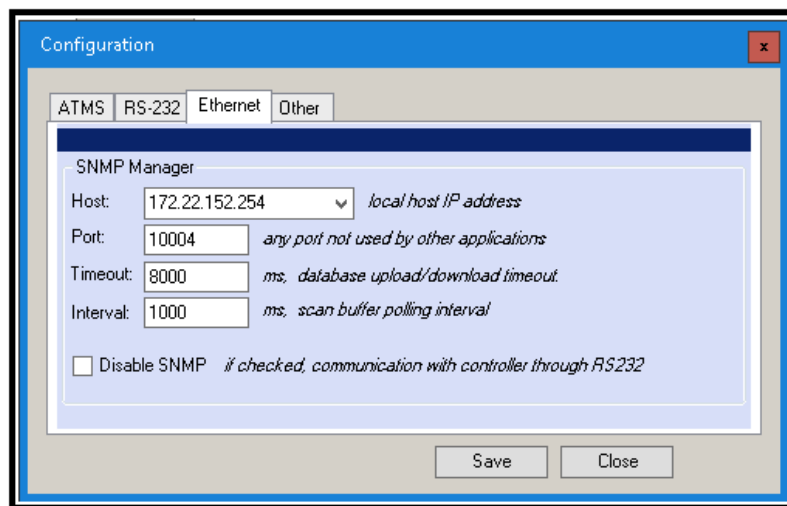 Configuration
x
ATMS RS-232 Ethernet Other
SNMP Manager
Host: 172.22.152.254 local host IP address
Port: 10004 any port not used by other applications
Timeout: 8000 ms, database upload/download timeout.
Interval: 1000 ms, scan buffer polling interval
Disable SNMP if checked, communication with controller through RS232
Save Close